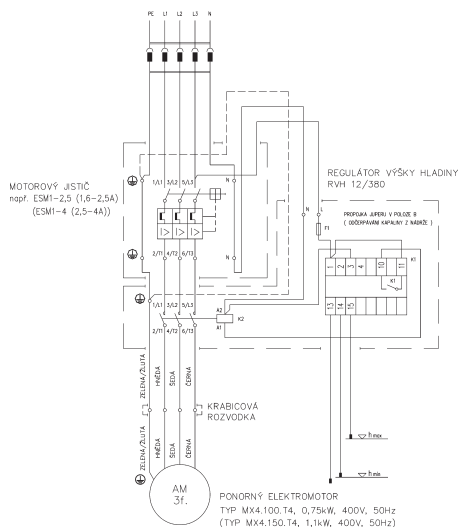 PE L1 L2 L3 N
MOTOROVÝ JISTIČ
např. ESM1-2,5 (1,6-2,5A)
(ESM1-4 (2,5-4A))
1/L1 3/L2 5/L3
N
I> I> I>
2/T1 4/T2 6/T3
N
REGULÁTOR VÝŠKY HLADINY
RVH 12/380
N L
PROPOJKA JUPERU V POLOZE B
( ODČERPÁVÁNÍ KAPALINY Z NÁDRŽE )
F1
1 2 3 4 10 11
K1
K1
13 14 15
1/L1 3/L2 5/L3
A2
K2
A1
2/T1 4/T2 6/T3
ZELENÁ/ŽLUTÁ
HNĚDÁ
ŠEDÁ
ČERNÁ
KRABICOVÁ
ROZVODKA
ZELENÁ/ŽLUTÁ
HNĚDÁ
ŠEDÁ
ČERNÁ
h max
h min
AM
3f.
PONORNÝ ELEKTROMOTOR
TYP MX4.100.T4, 0,75kW, 400V, 50Hz
(TYP MX4.150.T4, 1,1kW, 400V, 50Hz)